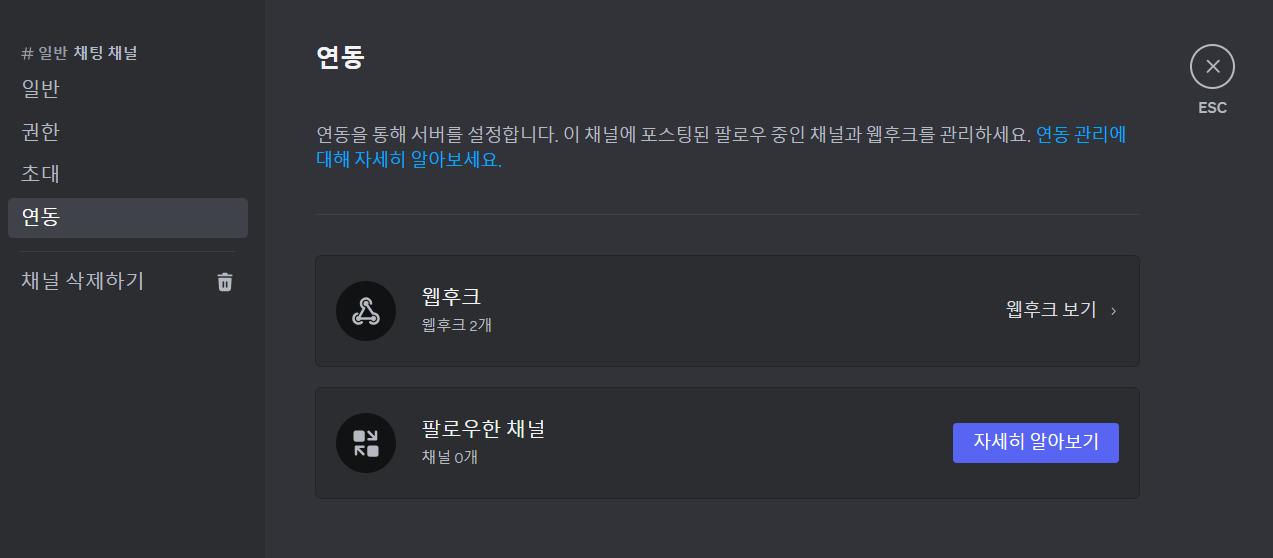 # 일반 채팅 채널
일반
권한
초대
연동
채널 삭제하기
연동
ESC
연동을 통해 서버를 설정합니다. 이 채널에 포스팅된 팔로우 중인 채널과 웹후크를 관리하세요. 연동 관리에
대해 자세히 알아보세요.
웹후크
웹후크 2개
웹후크 보기 ›
팔로우한 채널
채널 0개
자세히 알아보기